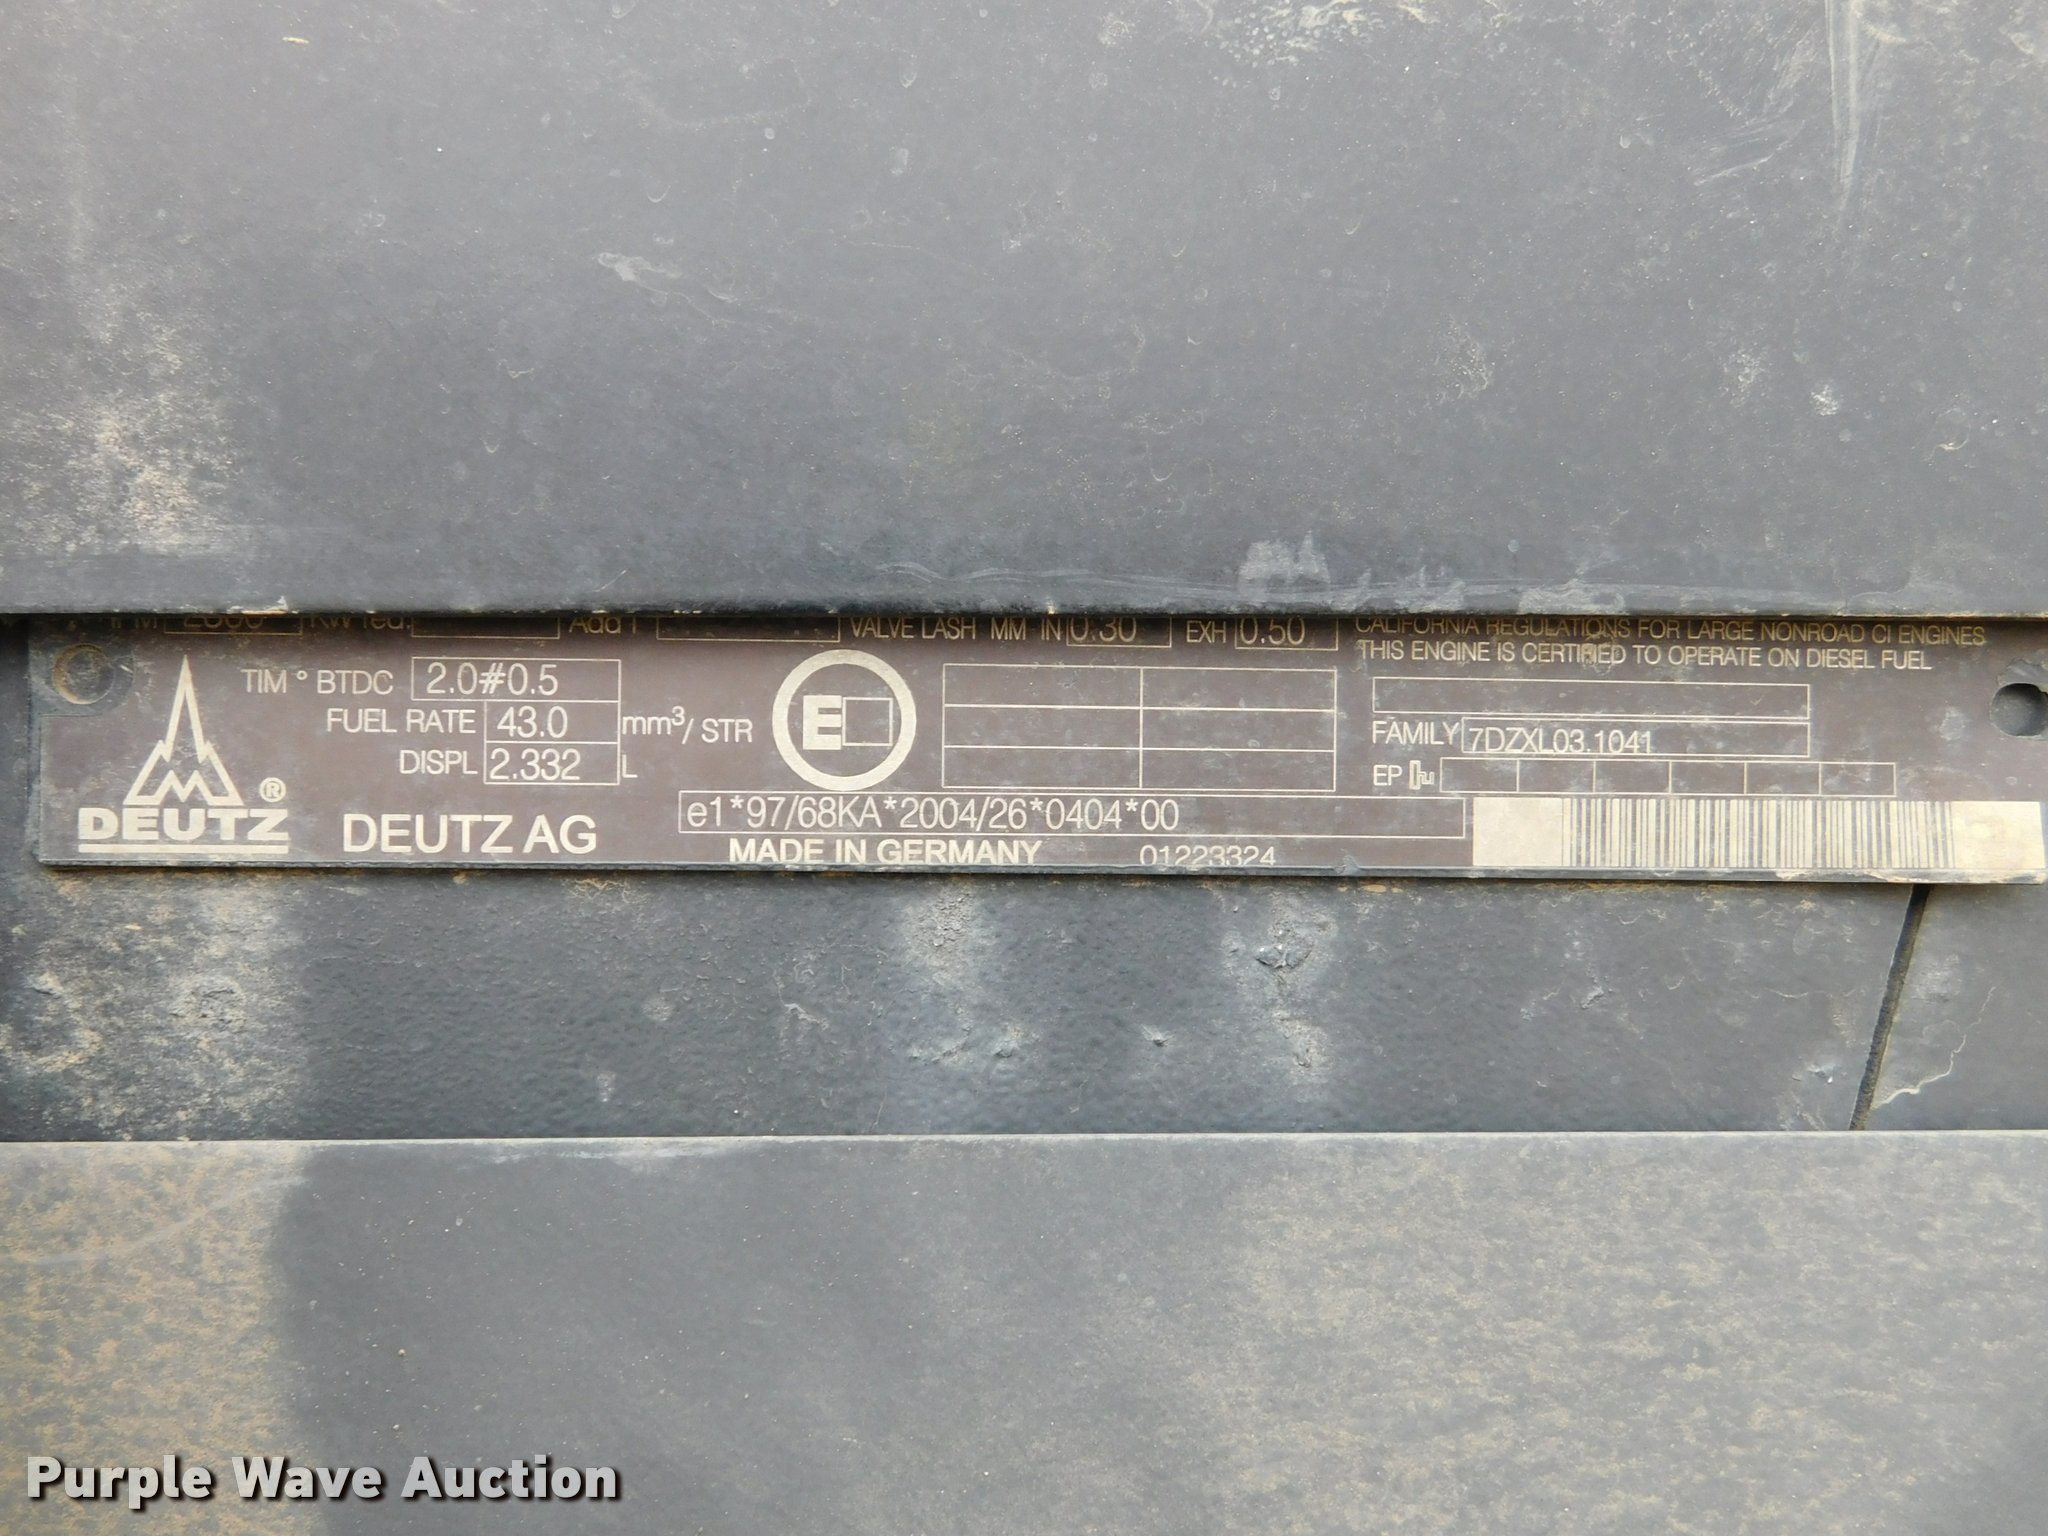 VALVE LASH MM IN 0.30 EXH 0.50
CALIFORNIA REGULATIONS FOR LARGE NONROAD CI ENGINES
THIS ENGINE IS CERTIFIED TO OPERATE ON DIESEL FUEL
TIM ° BTDC 2.0#0.5
FUEL RATE 43.0 mm³/ STR
DISPL 2.332 L
E
FAMILY 7DZXL03.1041
EP
DEUTZ ®
DEUTZ AG
e1*97/68KA*2004/26*0404*00
MADE IN GERMANY 01223324
Purple Wave Auction